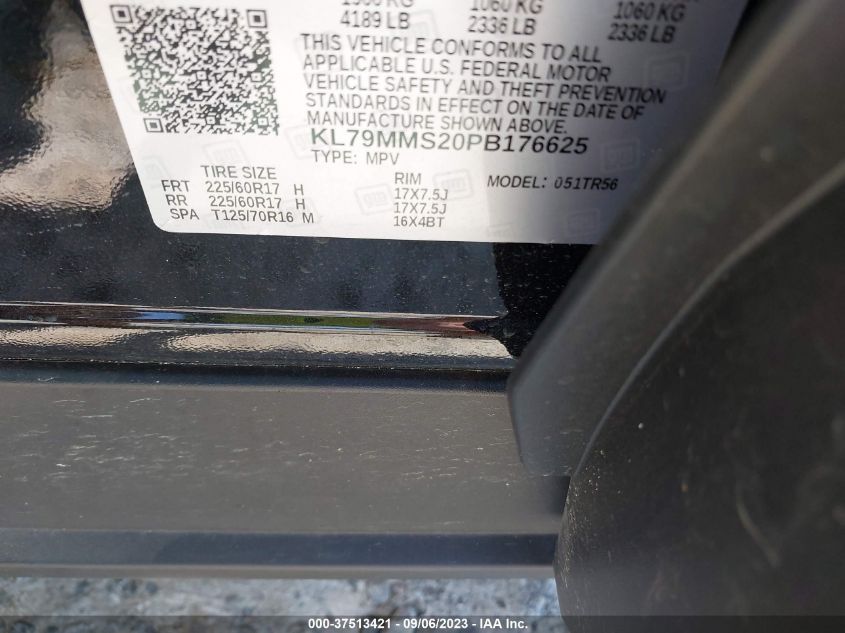 1060 KG 1060 KG
4189 LB 2336 LB 2336 LB
THIS VEHICLE CONFORMS TO ALL
APPLICABLE U.S. FEDERAL MOTOR
VEHICLE SAFETY AND THEFT PREVENTION
STANDARDS IN EFFECT ON THE DATE OF
MANUFACTURE SHOWN ABOVE.
KL79MMS20PB176625
TYPE: MPV
MODEL: 051TR56
TIRE SIZE RIM
FRT 225/60R17 H 17X7.5J
RR 225/60R17 H 17X7.5J
SPA T125/70R16 M 16X4BT
000-37513421 - 09/06/2023 - Copart, Inc. IAA Inc.